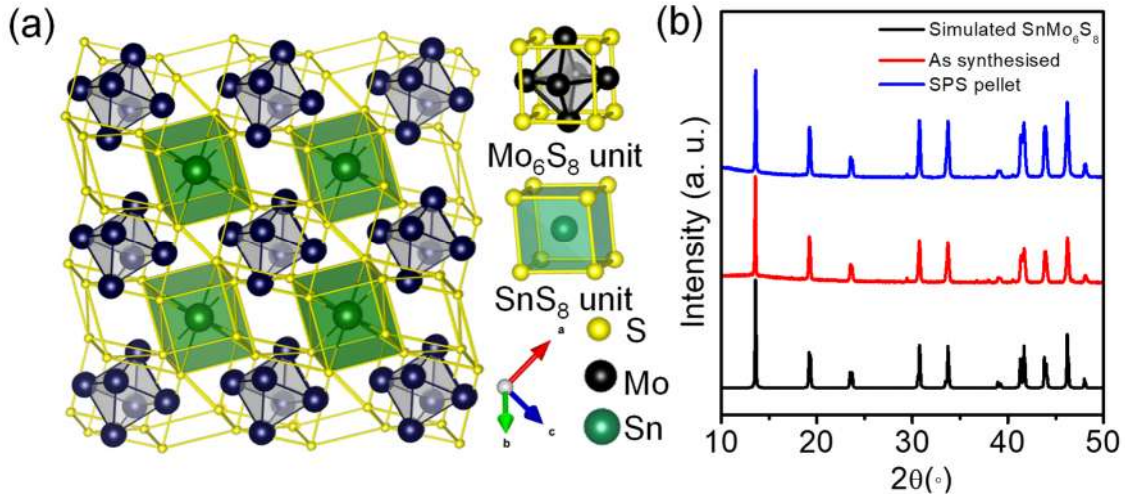 (a)
Mo₆S₈ unit
SnS₈ unit
S
Mo
Sn
a
b
c
(b)
Simulated SnMo₆S₈
As synthesised
SPS pellet
Intensity (a. u.)
10 20 30 40 50
2θ(◦)